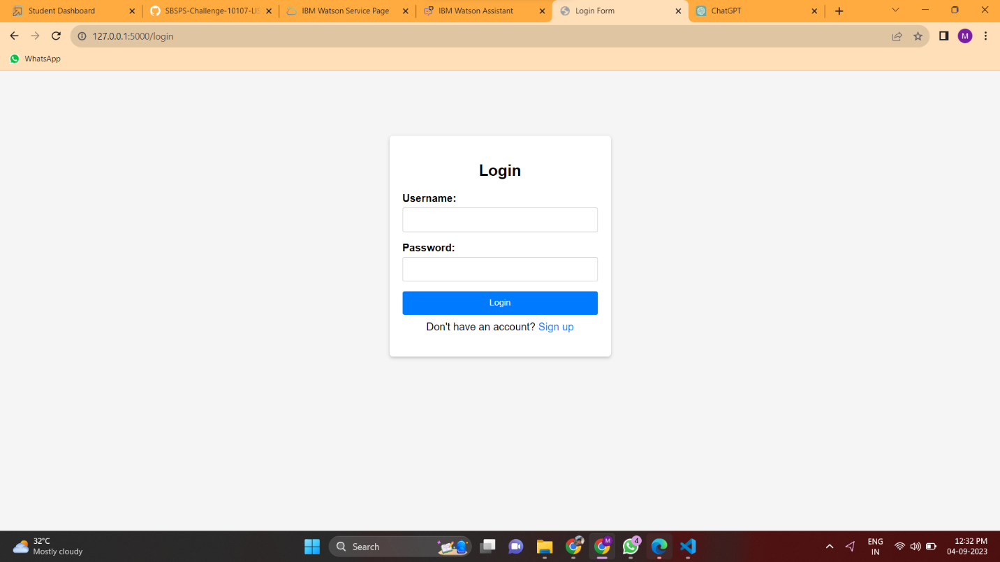 Student Dashboard
SBSPS-Challenge-10107-LIS
IBM Watson Service Page
IBM Watson Assistant
Login Form
ChatGPT
127.0.0.1:5000/login
M
WhatsApp
Login
Username:
Password:
Login
Don't have an account? Sign up
32°C
Mostly cloudy
Search
M
4
ENG
IN
12:32 PM
04-09-2023